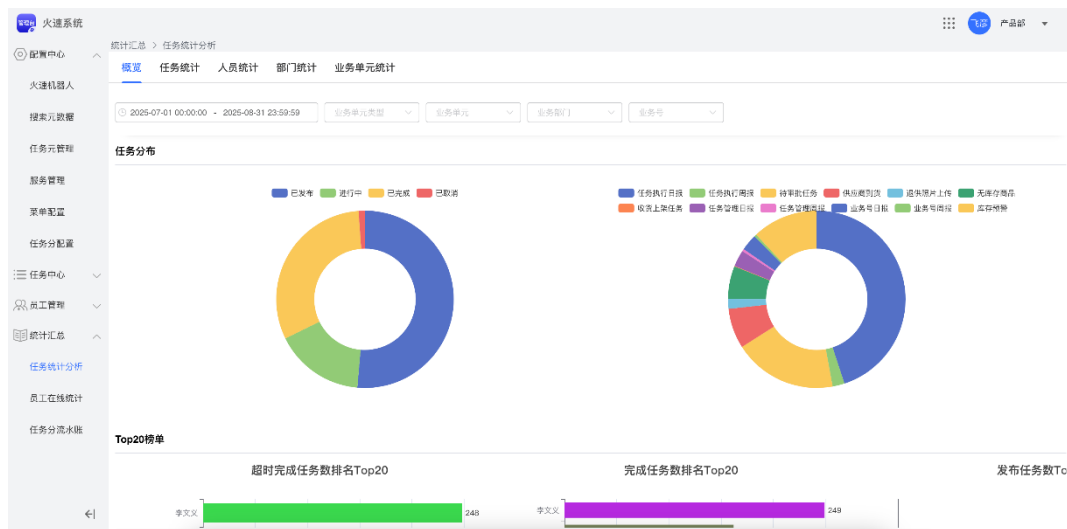 管理台 火速系统 飞彦 产品部
配置中心
火速机器人
搜索元数据
任务元管理
服务管理
菜单配置
任务分配置
任务中心
员工管理
统计汇总
任务统计分析
员工在线统计
任务分流水账
统计汇总 > 任务统计分析
概览 任务统计 人员统计 部门统计 业务单元统计
2025-07-01 00:00:00 - 2025-08-31 23:59:59 业务单元类型 业务单元 业务部门 业务号
任务分布
已发布 进行中 已完成 已取消
任务执行日报 任务执行周报 待审批任务 供应商到货 退供照片上传 无库存商品
收货上架任务 任务管理日报 任务管理周报 业务号日报 业务号周报 库存预警
Top20榜单
超时完成任务数排名Top20 完成任务数排名Top20 发布任务数To
李文义 248 李文义 249